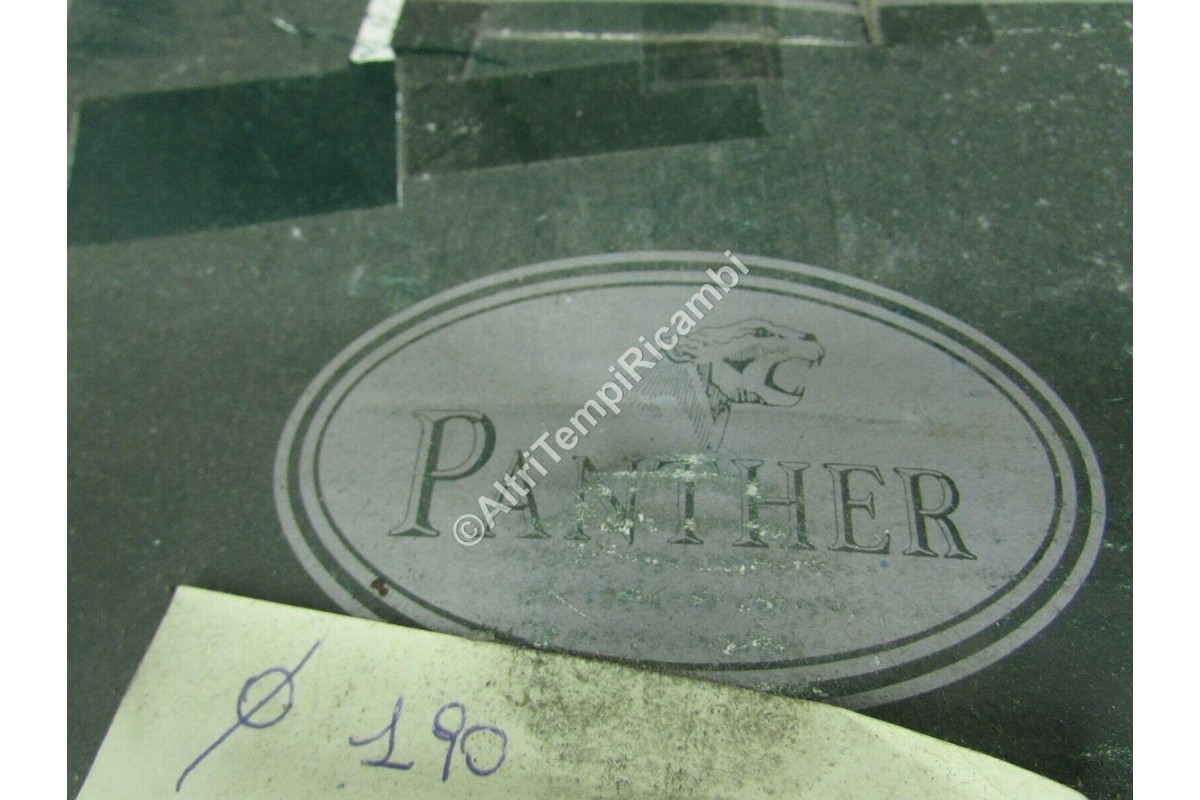 ©AltriTempiRicambi
PANTHER
Ø 190